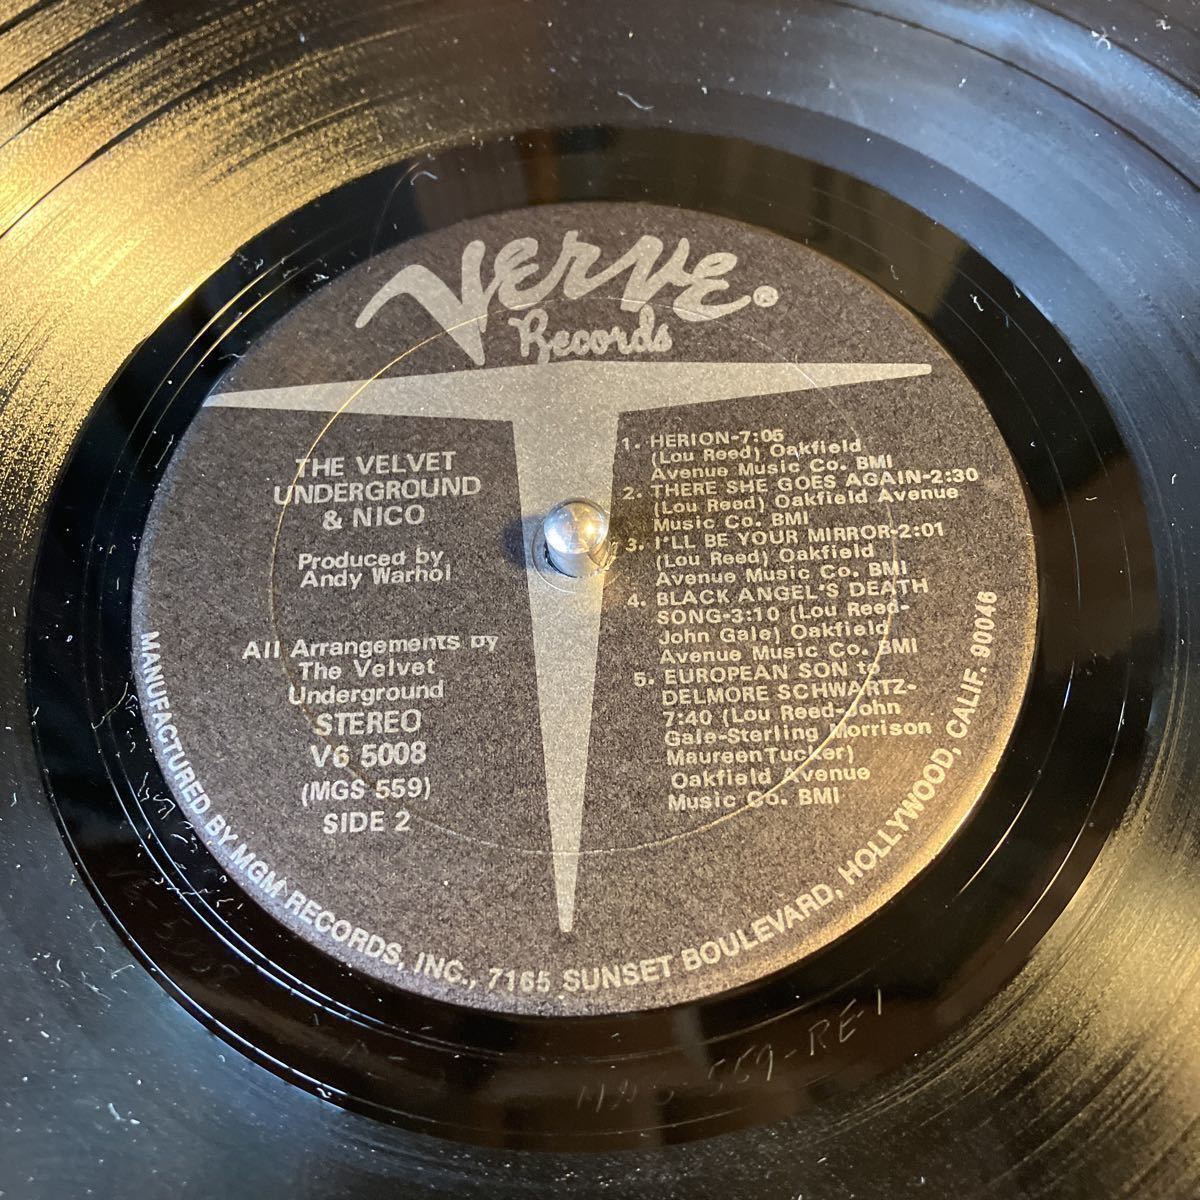 VERVE®
Records
THE VELVET
UNDERGROUND
& NICO
Produced by
Andy Warhol
All Arrangements by
The Velvet
Underground
STEREO
V6 5008
(MGS 559)
SIDE 2
1. HERION-7:05
(Lou Reed) Oakfield
Avenue Music Co. BMI
2. THERE SHE GOES AGAIN-2:30
(Lou Reed) Oakfield Avenue
Music Co. BMI
3. I'LL BE YOUR MIRROR-2:01
(Lou Reed) Oakfield
Avenue Music Co. BMI
4. BLACK ANGEL'S DEATH
SONG-3:10 (Lou Reed-
John Gale) Oakfield
Avenue Music Co. BMI
5. EUROPEAN SON to
DELMORE SCHWARTZ-
7:40 (Lou Reed-John
Gale-Sterling Morrison
Maureen Tucker)
Oakfield Avenue
Music Co. BMI
MANUFACTURED BY MGM RECORDS, INC., 7165 SUNSET BOULEVARD, HOLLYWOOD, CALIF. 90046
MGS 559-RE-1